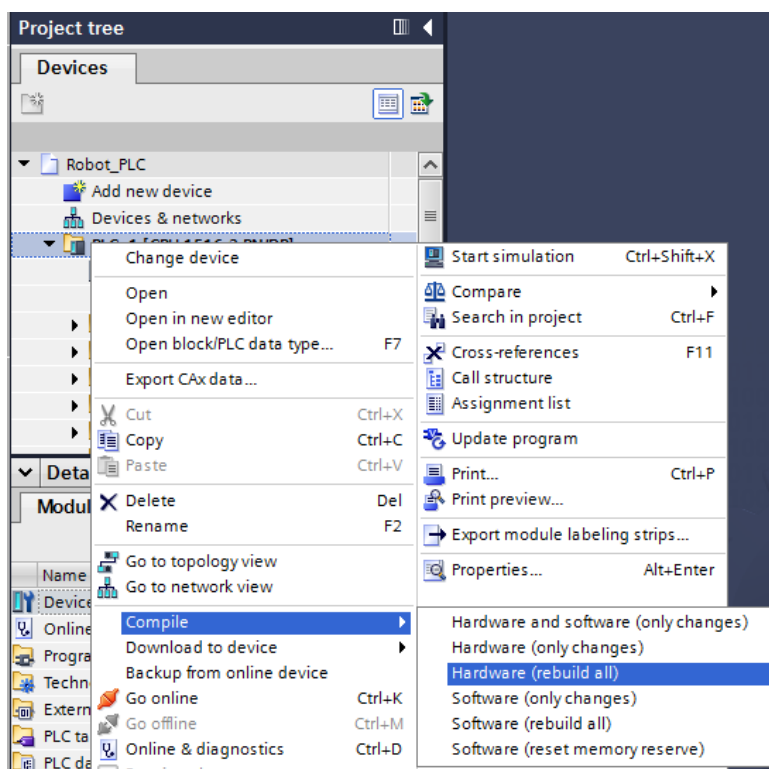 Project tree
Devices
Robot_PLC
Add new device
Devices & networks
Change device
Open
Open in new editor
Open block/PLC data type... F7
Export CAx data...
Cut Ctrl+X
Copy Ctrl+C
Paste Ctrl+V
Delete Del
Rename F2
Go to topology view
Go to network view
Compile
Download to device
Backup from online device
Go online Ctrl+K
Go offline Ctrl+M
Online & diagnostics Ctrl+D
Start simulation Ctrl+Shift+X
Compare
Search in project Ctrl+F
Cross-references F11
Call structure
Assignment list
Update program
Print... Ctrl+P
Print preview...
Export module labeling strips...
Properties... Alt+Enter
Hardware and software (only changes)
Hardware (only changes)
Hardware (rebuild all)
Software (only changes)
Software (rebuild all)
Software (reset memory reserve)
Deta
Modul
Name
Device
Online
Progra
Techn
Extern
PLC ta
PLC da